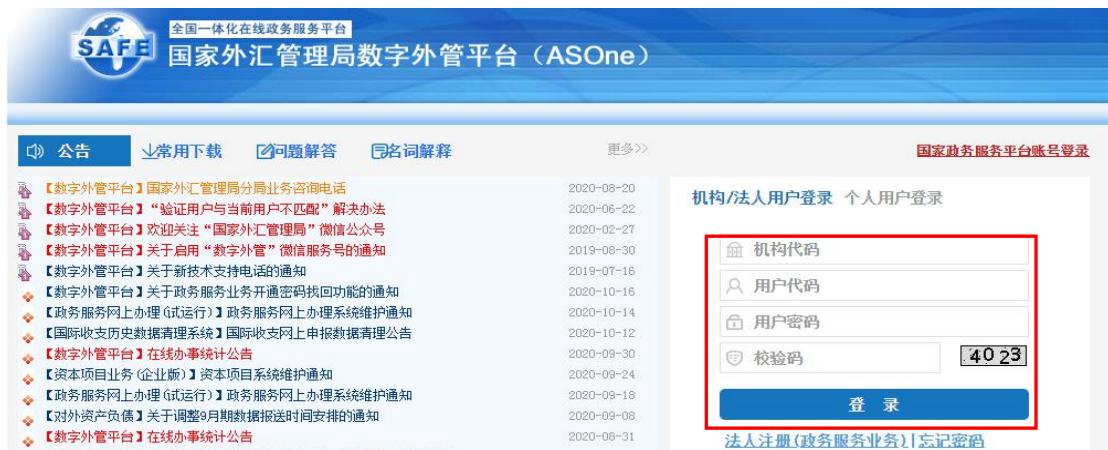 SAFE
全国一体化在线政务服务平台
国家外汇管理局数字外管平台（ASOne）
公告 常用下载 问题解答 名词解释 更多>>
国家政务服务平台账号登录
【数字外管平台】国家外汇管理局分局业务咨询电话 2020-08-20
【数字外管平台】“验证用户与当前用户不匹配”解决办法 2020-06-22
【数字外管平台】欢迎关注“国家外汇管理局”微信公众号 2020-02-27
【数字外管平台】关于启用“数字外管”微信服务号的通知 2019-08-30
【数字外管平台】关于新技术支持电话的通知 2019-07-16
【数字外管平台】关于政务服务业务开通密码找回功能的通知 2020-10-16
【政务服务网上办理(试运行)】政务服务网上办理系统维护通知 2020-10-14
【国际收支历史数据清理系统】国际收支网上申报数据清理公告 2020-10-12
【数字外管平台】在线办事统计公告 2020-09-30
【资本项目业务(企业版)】资本项目系统维护通知 2020-09-24
【政务服务网上办理(试运行)】政务服务网上办理系统维护通知 2020-09-18
【对外资产负债】关于调整9月期数据报送时间安排的通知 2020-09-08
【数字外管平台】在线办事统计公告 2020-08-31
机构/法人用户登录 个人用户登录
机构代码
用户代码
用户密码
校验码 4023
登 录
法人注册(政务服务业务)|忘记密码